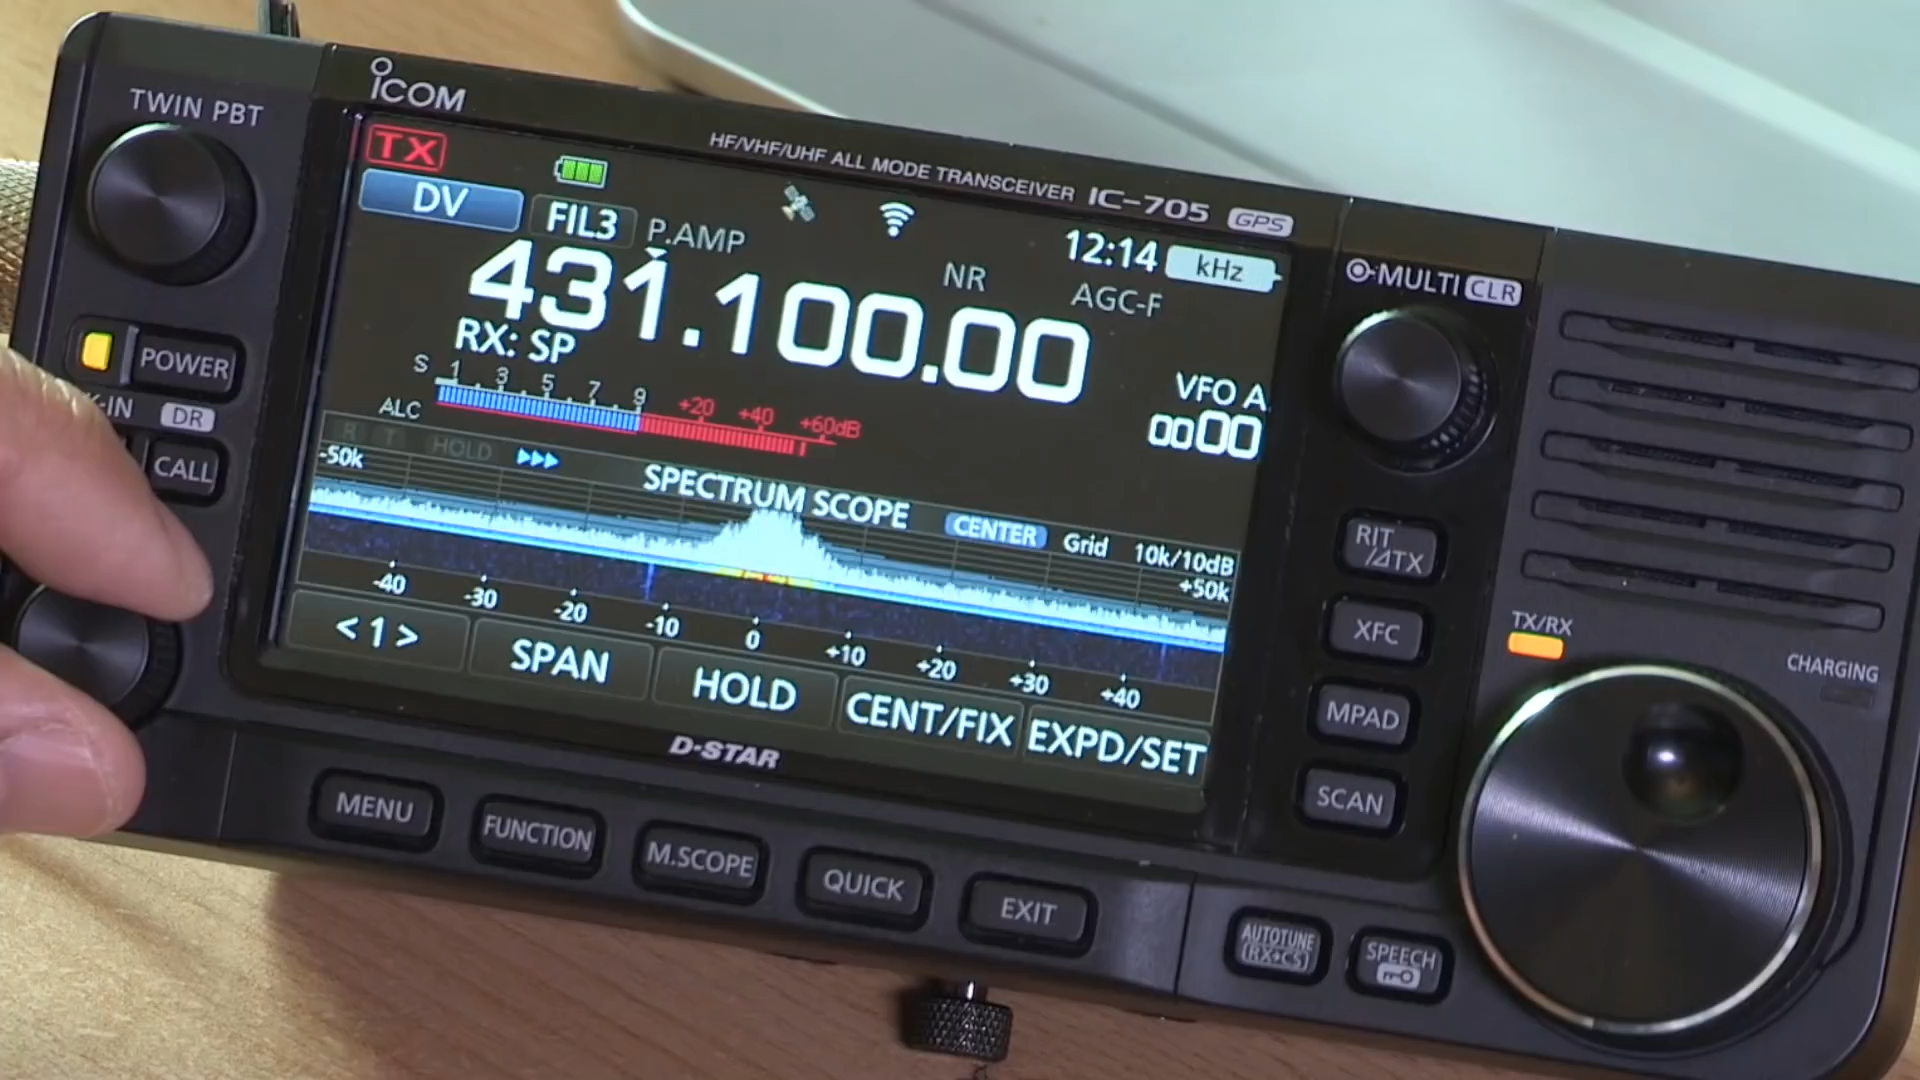 TWIN PBT
iCOM
HF/VHF/UHF ALL MODE TRANSCEIVER IC-705 GPS
TX
DV
FIL3
P.AMP
NR
12:14
kHz
AGC-F
431.100.00
RX: SP
VFO A
0000
S 1 . 3 . 5 . 7 . 9 +20 +40 +60dB
ALC
R T HOLD
-50k
SPECTRUM SCOPE
CENTER
Grid
10k/10dB
+50k
-40 -30 -20 -10 0 +10 +20 +30 +40
< 1 >
SPAN
HOLD
CENT/FIX
EXPD/SET
D-STAR
POWER
-IN
DR
CALL
MULTI CLR
RIT
/⊿TX
XFC
MPAD
SCAN
TX/RX
CHARGING
MENU
FUNCTION
M.SCOPE
QUICK
EXIT
AUTOTUNE
(RX→CS)
SPEECH